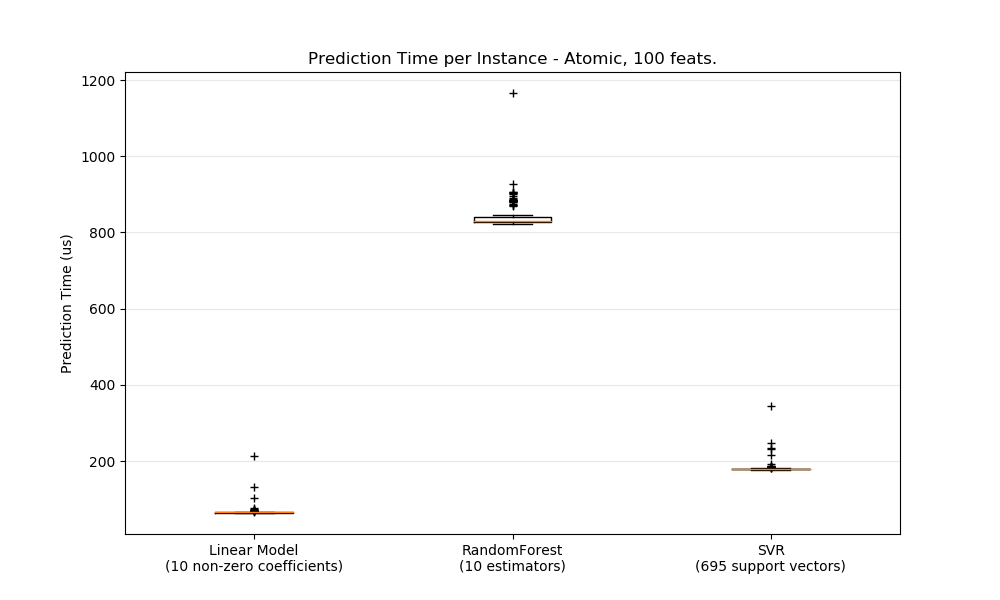 Prediction Time per Instance - Atomic, 100 feats.
Prediction Time (us)
1200
1000
800
600
400
200
Linear Model
(10 non-zero coefficients)
RandomForest
(10 estimators)
SVR
(695 support vectors)